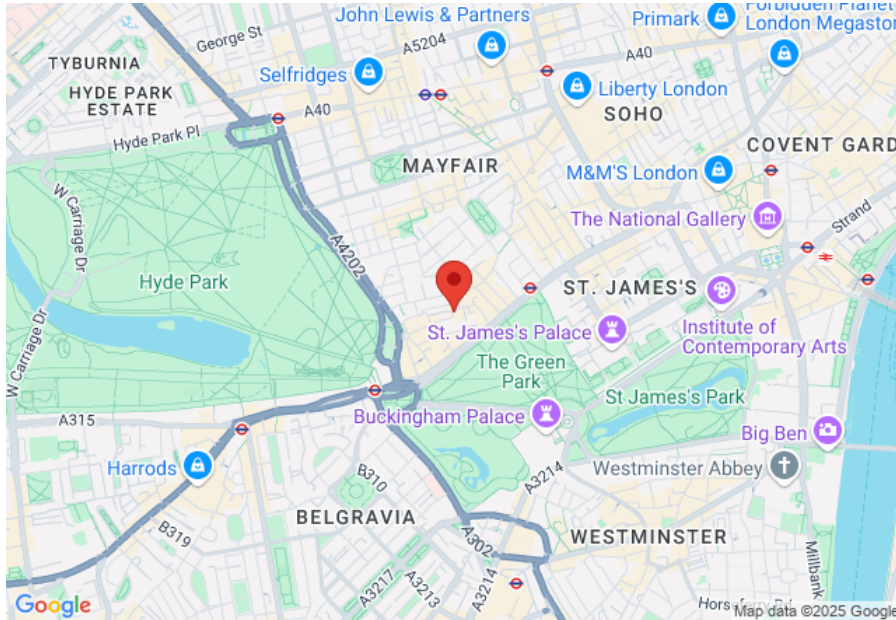 John Lewis & Partners
Primark
Forbidden Planet
London Megastor
George St
A5204
A40
TYBURNIA
Selfridges
HYDE PARK
ESTATE
A40
Liberty London
SOHO
Hyde Park Pl
COVENT GARD
MAYFAIR
M&M'S London
W Carriage Dr
The National Gallery
Strand
A4202
Hyde Park
ST. JAMES'S
St. James's Palace
Institute of
Contemporary Arts
W Carriage Dr
The Green
Park
St James's Park
A315
Buckingham Palace
Big Ben
Harrods
B310
A3214
Westminster Abbey
BELGRAVIA
B319
A302
WESTMINSTER
Millbank
A3217
A3213
A3214
Google
Map data ©2025 Google